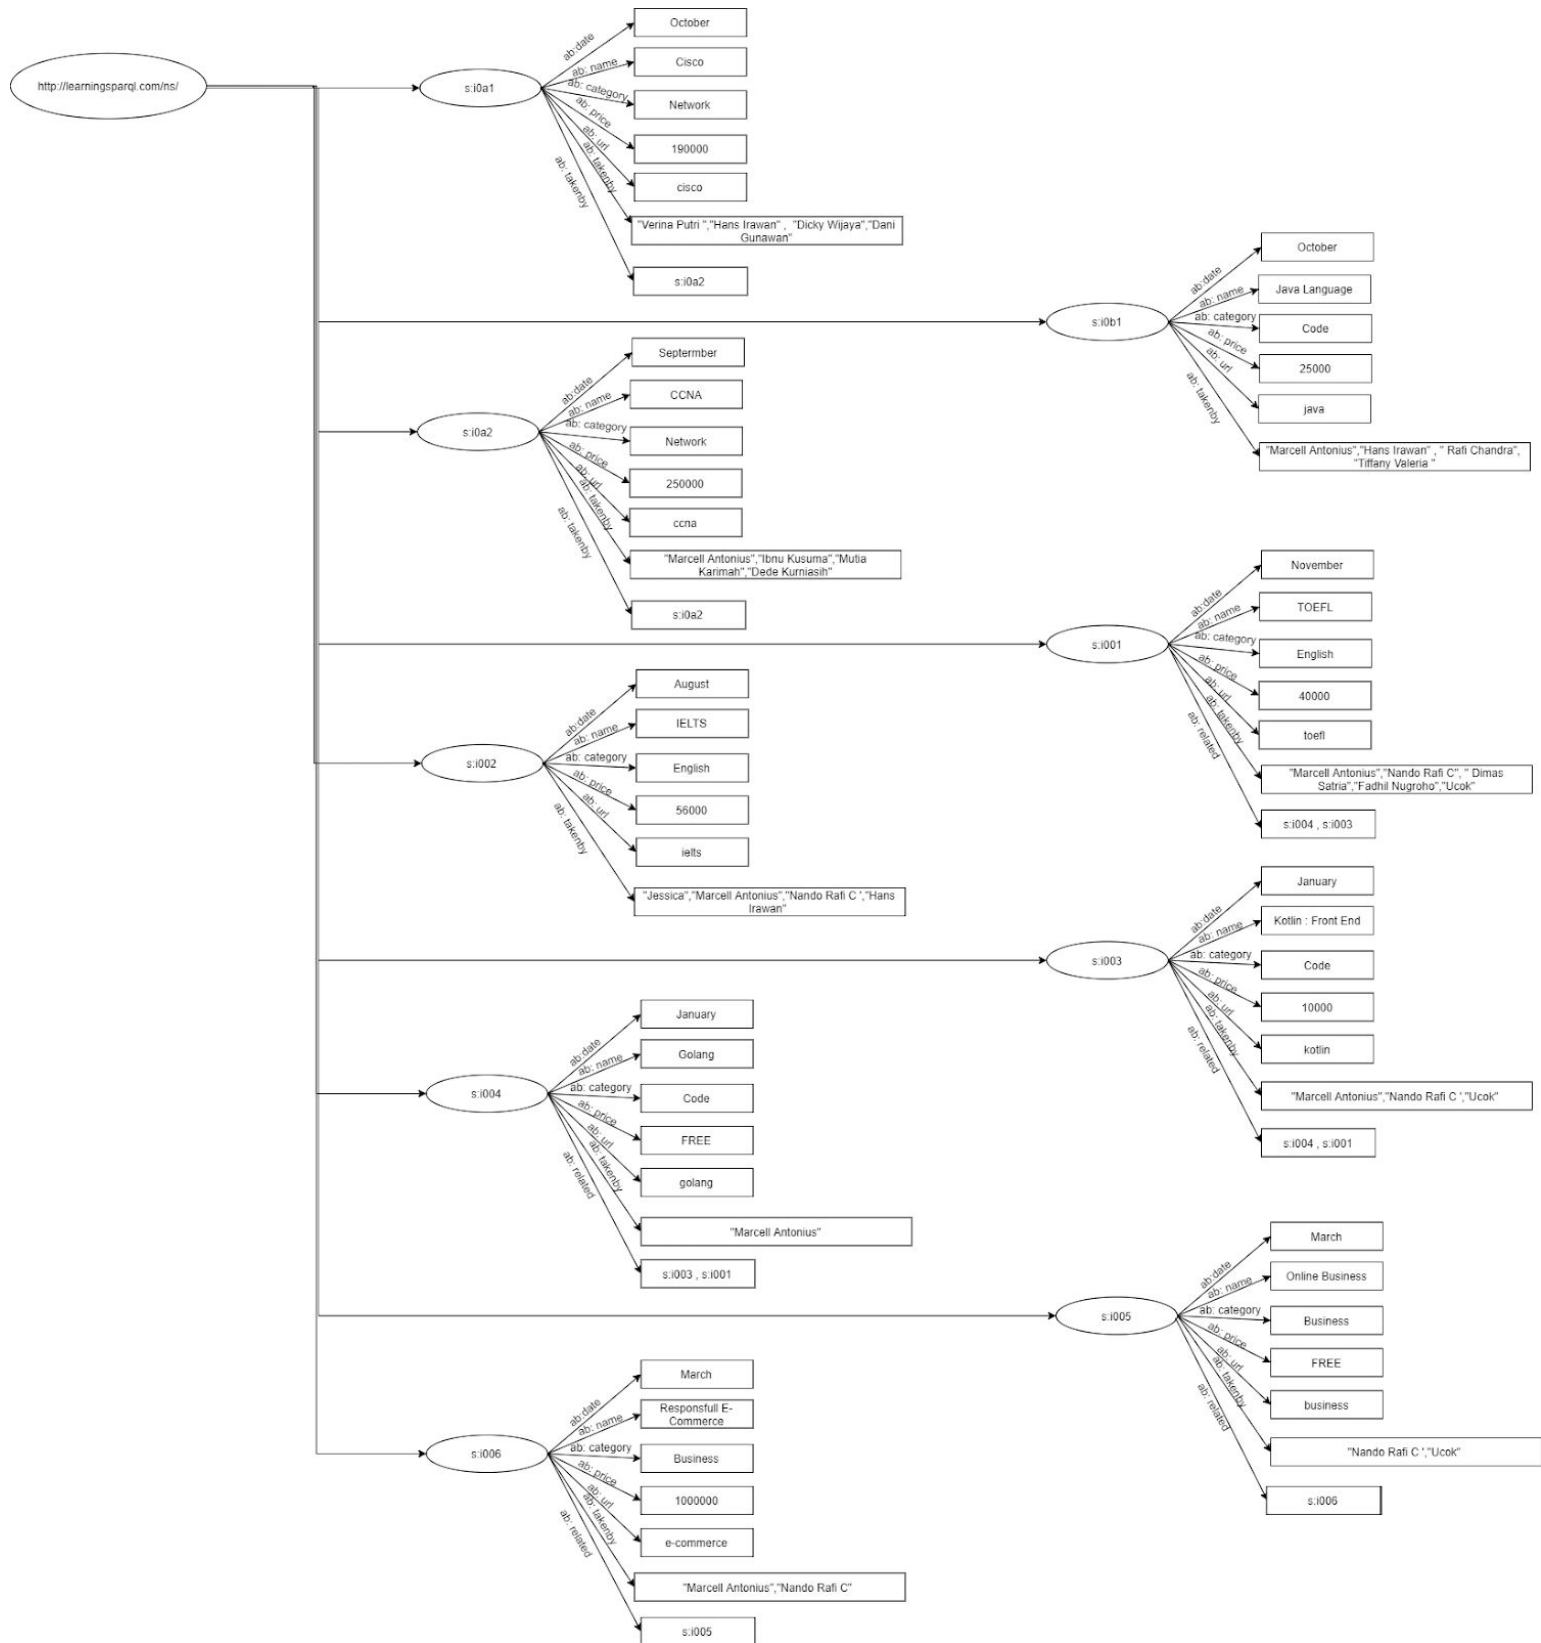 http://learningsparql.com/ns/
s:i0a1
ab:date
October
ab: name
Cisco
ab: category
Network
ab: price
190000
ab: url
cisco
ab: takenby
"Verina Putri ","Hans Irawan" , "Dicky Wijaya","Dani
Gunawan"
ab: takenby
s:i0a2
s:i0b1
ab:date
October
ab: name
Java Language
ab: category
Code
ab: price
25000
ab: url
java
ab: takenby
"Marcell Antonius","Hans Irawan" , " Rafi Chandra",
"Tiffany Valeria "
s:i0a2
ab:date
Septermber
ab: name
CCNA
ab: category
Network
ab: price
250000
ab: url
ccna
ab: takenby
"Marcell Antonius","Ibnu Kusuma","Mutia
Karimah","Dede Kurniasih"
ab: takenby
s:i0a2
s:i001
ab:date
November
ab: name
TOEFL
ab: category
English
ab: price
40000
ab: url
toefl
ab: takenby
"Marcell Antonius","Nando Rafi C", " Dimas
Satria","Fadhil Nugroho","Ucok"
ab: related
s:i004 , s:i003
s:i002
ab:date
August
ab: name
IELTS
ab: category
English
ab: price
56000
ab: url
ielts
ab: takenby
"Jessica","Marcell Antonius","Nando Rafi C ',"Hans
Irawan"
s:i003
ab:date
January
ab: name
Kotlin : Front End
ab: category
Code
ab: price
10000
ab: url
kotlin
ab: takenby
"Marcell Antonius","Nando Rafi C ',"Ucok"
ab: related
s:i004 , s:i001
s:i004
ab:date
January
ab: name
Golang
ab: category
Code
ab: price
FREE
ab: url
golang
ab: takenby
"Marcell Antonius"
ab: related
s:i003 , s:i001
s:i005
ab:date
March
ab: name
Online Business
ab: category
Business
ab: price
FREE
ab: url
business
ab: takenby
"Nando Rafi C ',"Ucok"
ab: related
s:i006
s:i006
ab:date
March
ab: name
Responsfull E-
Commerce
ab: category
Business
ab: price
1000000
ab: url
e-commerce
ab: takenby
"Marcell Antonius","Nando Rafi C"
ab: related
s:i005